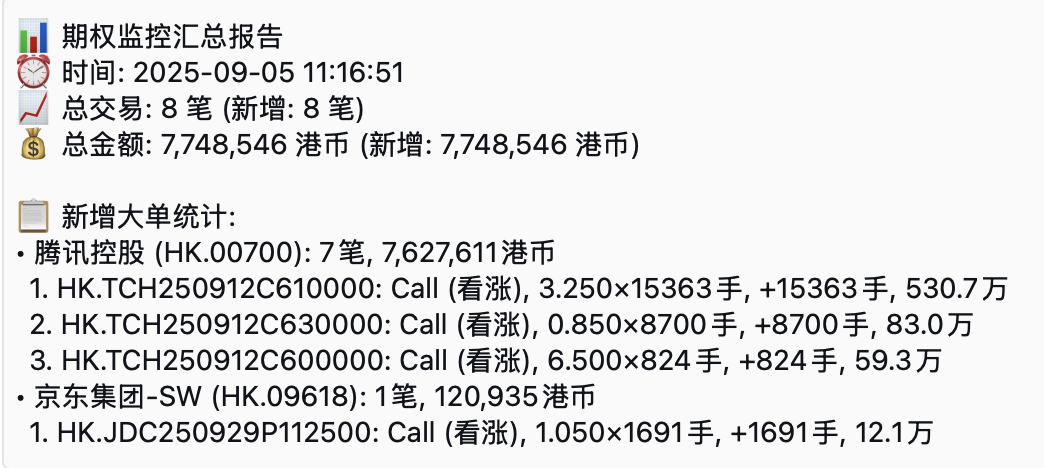 📊 期权监控汇总报告
⏰ 时间: 2025-09-05 11:16:51
📈 总交易: 8 笔 (新增: 8 笔)
💰 总金额: 7,748,546 港币 (新增: 7,748,546 港币)
📋 新增大单统计:
• 腾讯控股 (HK.00700): 7笔, 7,627,611港币
1. HK.TCH250912C610000: Call (看涨), 3.250×15363手, +15363手, 530.7万
2. HK.TCH250912C630000: Call (看涨), 0.850×8700手, +8700手, 83.0万
3. HK.TCH250912C600000: Call (看涨), 6.500×824手, +824手, 59.3万
• 京东集团-SW (HK.09618): 1笔, 120,935港币
1. HK.JDC250929P112500: Call (看涨), 1.050×1691手, +1691手, 12.1万